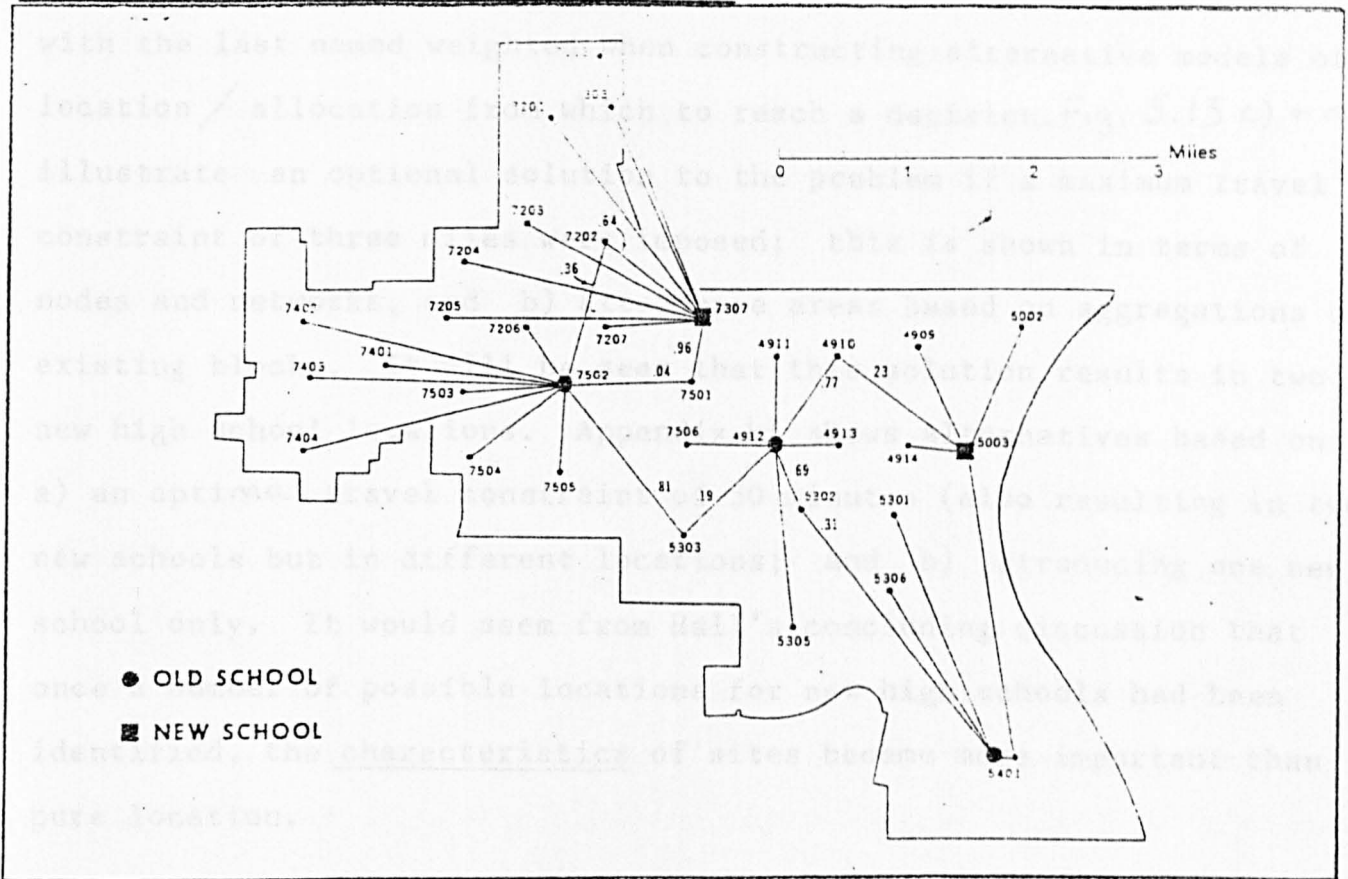 with the last named weighted when constructing alternative models of
location / allocation from which to reach a decision. Fig.
illustrate an optional solution to the problem if a maximum travel
constraint of three miles were imposed; this is shown in terms of
nodes and networks, and b) areas based on aggregations
existing blocks. It will be seen that this solution results in two
new high school locations. Appendix shows alternatives based on
a) an optional travel constraint of 30 minutes (also resulting in two
new schools but in different locations; and b) introducing one new
school only. It would seem from Hall's concluding discussion that
once a number of possible locations for new high schools had been
identified, the characteristics of sites become more important than
pure location.
Miles
0 1 2 3
7203
7202
.64
7204
.36
7402
7205
7206
7207
7307
.96
7401
7403
7503
7502
.04
7501
7404
7504
7505
.81
.19
5303
4911
4910
4909
5002
.77
.23
4906
4912
4913
4914
5003
.69
5302
.31
5301
5306
5305
5401
OLD SCHOOL
NEW SCHOOL